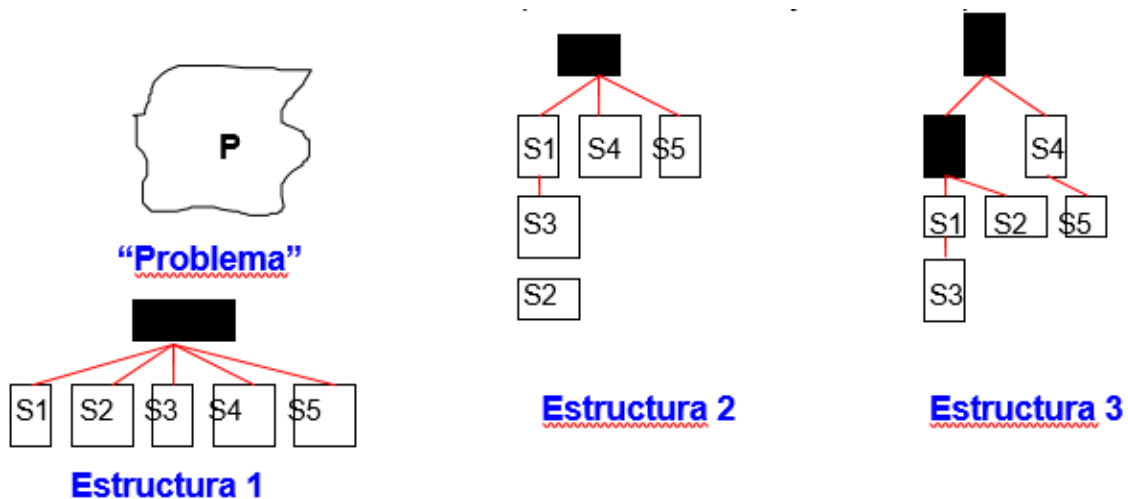 P
“Problema”
S1 S2 S3 S4 S5
Estructura 1
S1 S4 S5
S3
S2
Estructura 2
S4
S1 S2 S5
S3
Estructura 3